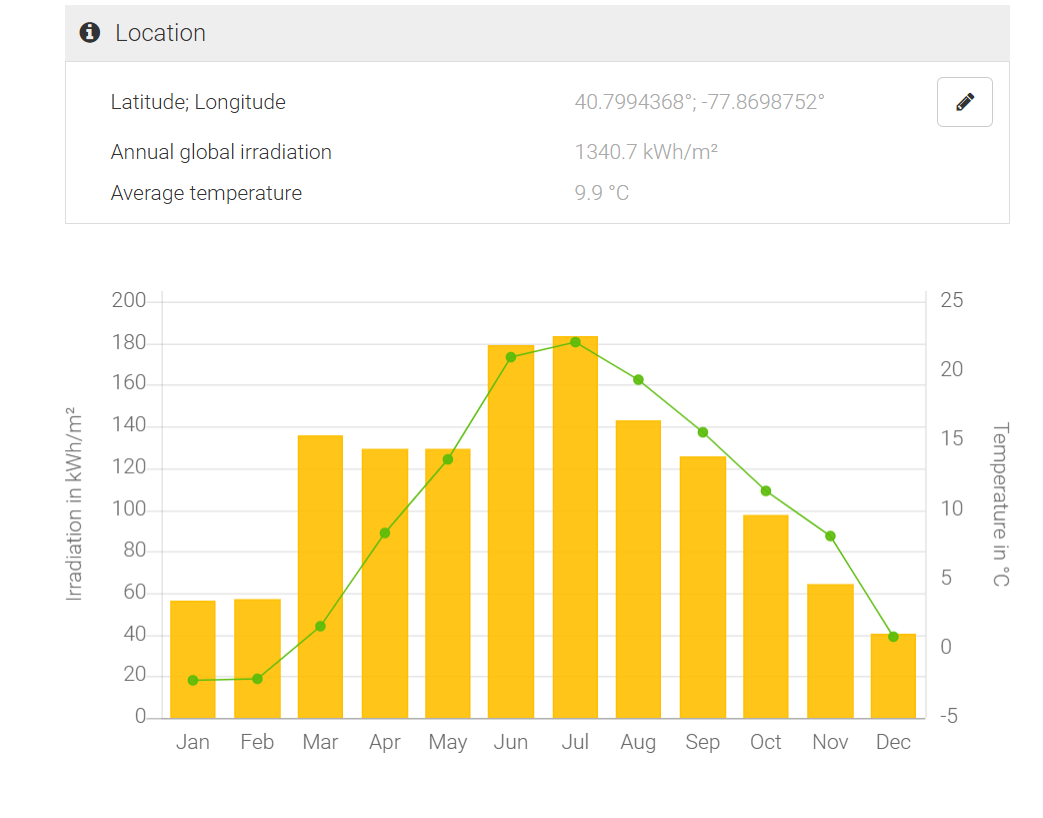 Location
Latitude; Longitude 40.7994368°; -77.8698752°
Annual global irradiation 1340.7 kWh/m²
Average temperature 9.9 °C
200 25
180
160 20
140
120 15
100 10
80
60 5
40 0
20
0 -5
Irradiation in kWh/m²
Temperature in °C
Jan Feb Mar Apr May Jun Jul Aug Sep Oct Nov Dec